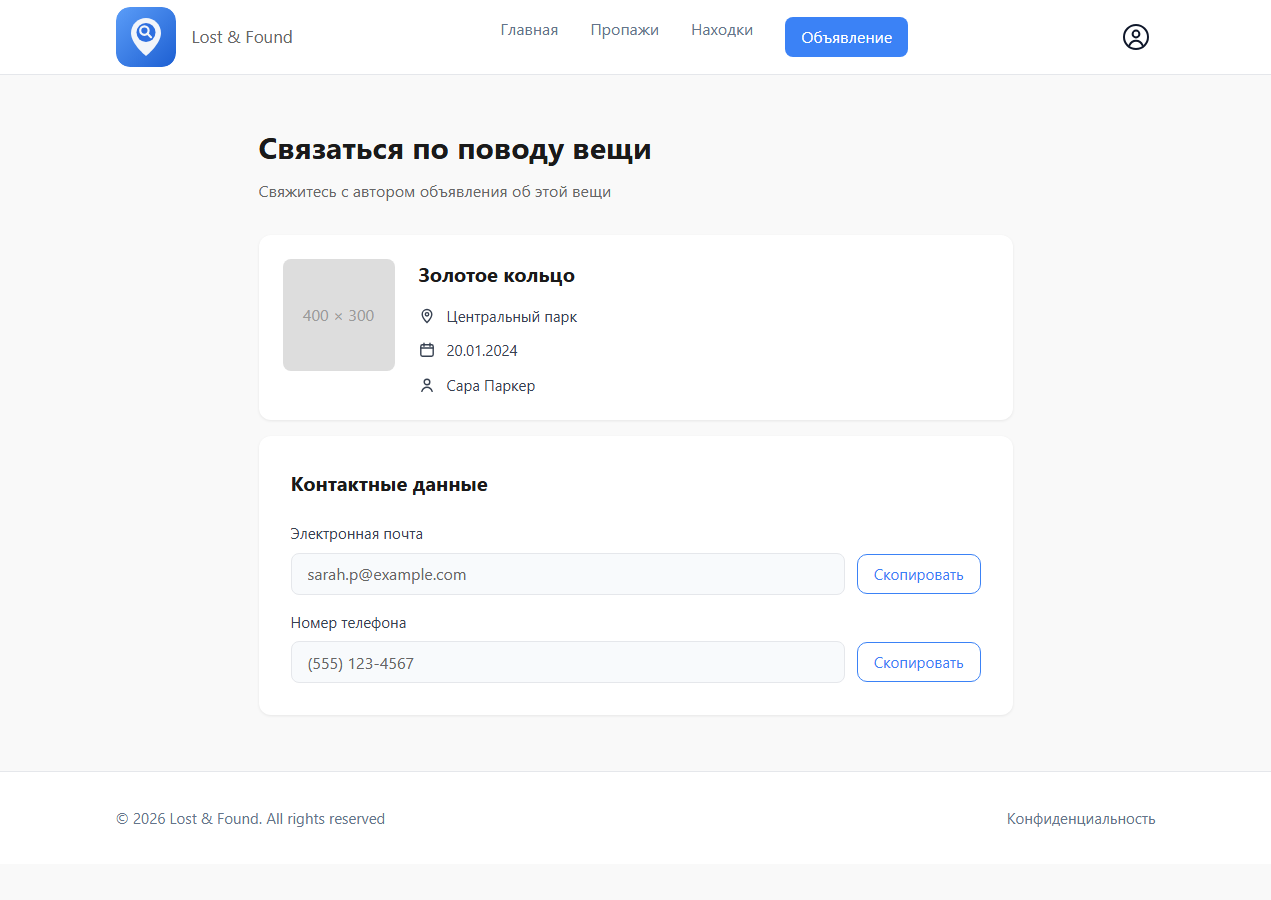 Lost & Found
Главная
Пропажи
Находки
Объявление
Связаться по поводу вещи
Свяжитесь с автором объявления об этой вещи
400 × 300
Золотое кольцо
Центральный парк
20.01.2024
Сара Паркер
Контактные данные
Электронная почта
sarah.p@example.com
Скопировать
Номер телефона
(555) 123-4567
Скопировать
© 2026 Lost & Found. All rights reserved
Конфиденциальность